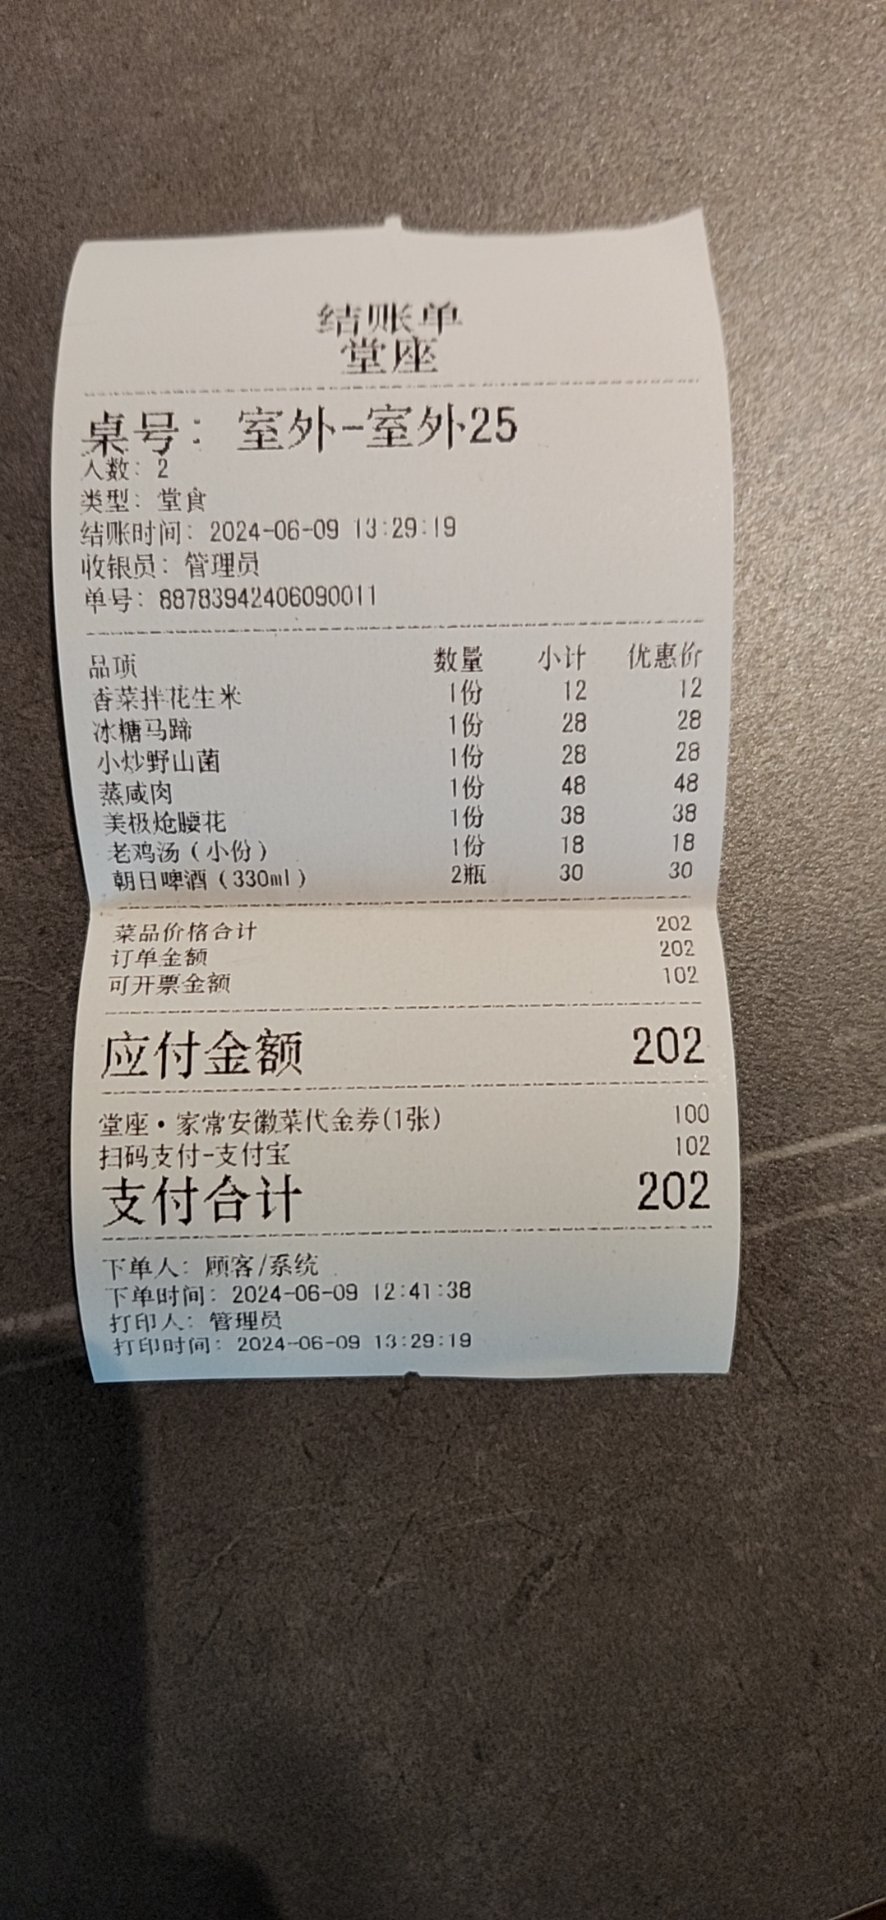 结账单
堂座
桌号: 室外-室外25
人数: 2
类型: 堂食
结账时间: 2024-06-09 13:29:19
收银员: 管理员
单号: 88783942406090011
品项 数量 小计 优惠价
香菜拌花生米 1份 12 12
冰糖马蹄 1份 28 28
小炒野山菌 1份 28 28
蒸咸肉 1份 48 48
美极炝腰花 1份 38 38
老鸡汤(小份) 1份 18 18
朝日啤酒(330ml) 2瓶 30 30
菜品价格合计 202
订单金额 202
可开票金额 102
应付金额 202
堂座·家常安徽菜代金券(1张) 100
扫码支付-支付宝 102
支付合计 202
下单人: 顾客/系统
下单时间: 2024-06-09 12:41:38
打印人: 管理员
打印时间: 2024-06-09 13:29:19